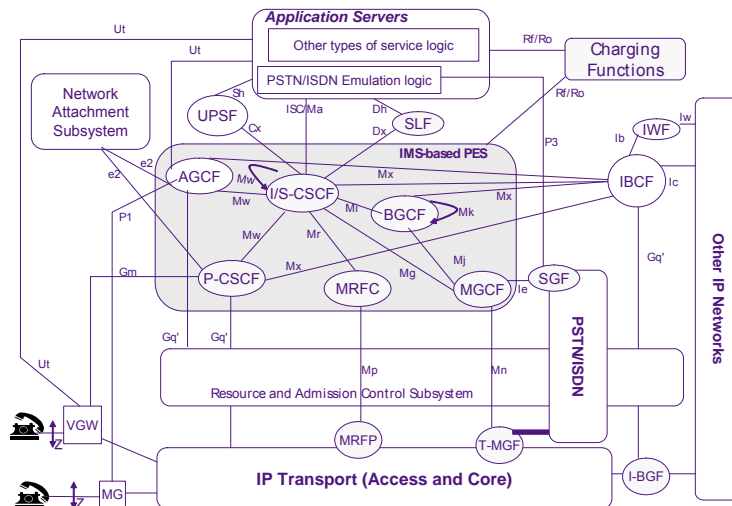 Application Servers
Ut
Other types of service logic
Rf/Ro
Charging
Functions
Ut
PSTN/ISDN Emulation logic
Network
Attachment
Subsystem
Sh
UPSF
ISC/Ma
Dh
SLF
Rf/Ro
Cx
Dx
P3
IWF
Iw
Ib
IMS-based PES
e2
e2
AGCF
Mw
Mw
I/S-CSCF
Mx
Mx
IBCF
Ic
Mi
BGCF
Mk
P1
Mw
Mr
Mj
Gm
P-CSCF
Mx
MRFC
Mg
MGCF
Ie
SGF
Gq'
Other IP Networks
PSTN/ISDN
Gq'
Gq'
Ut
Mp
Mn
Resource and Admission Control Subsystem
VGW
Z
MRFP
T-MGF
IP Transport (Access and Core)
I-BGF
MG
Z